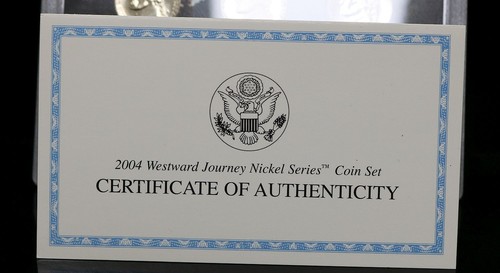 2004 Westward Journey Nickel Series™ Coin Set
CERTIFICATE OF AUTHENTICITY